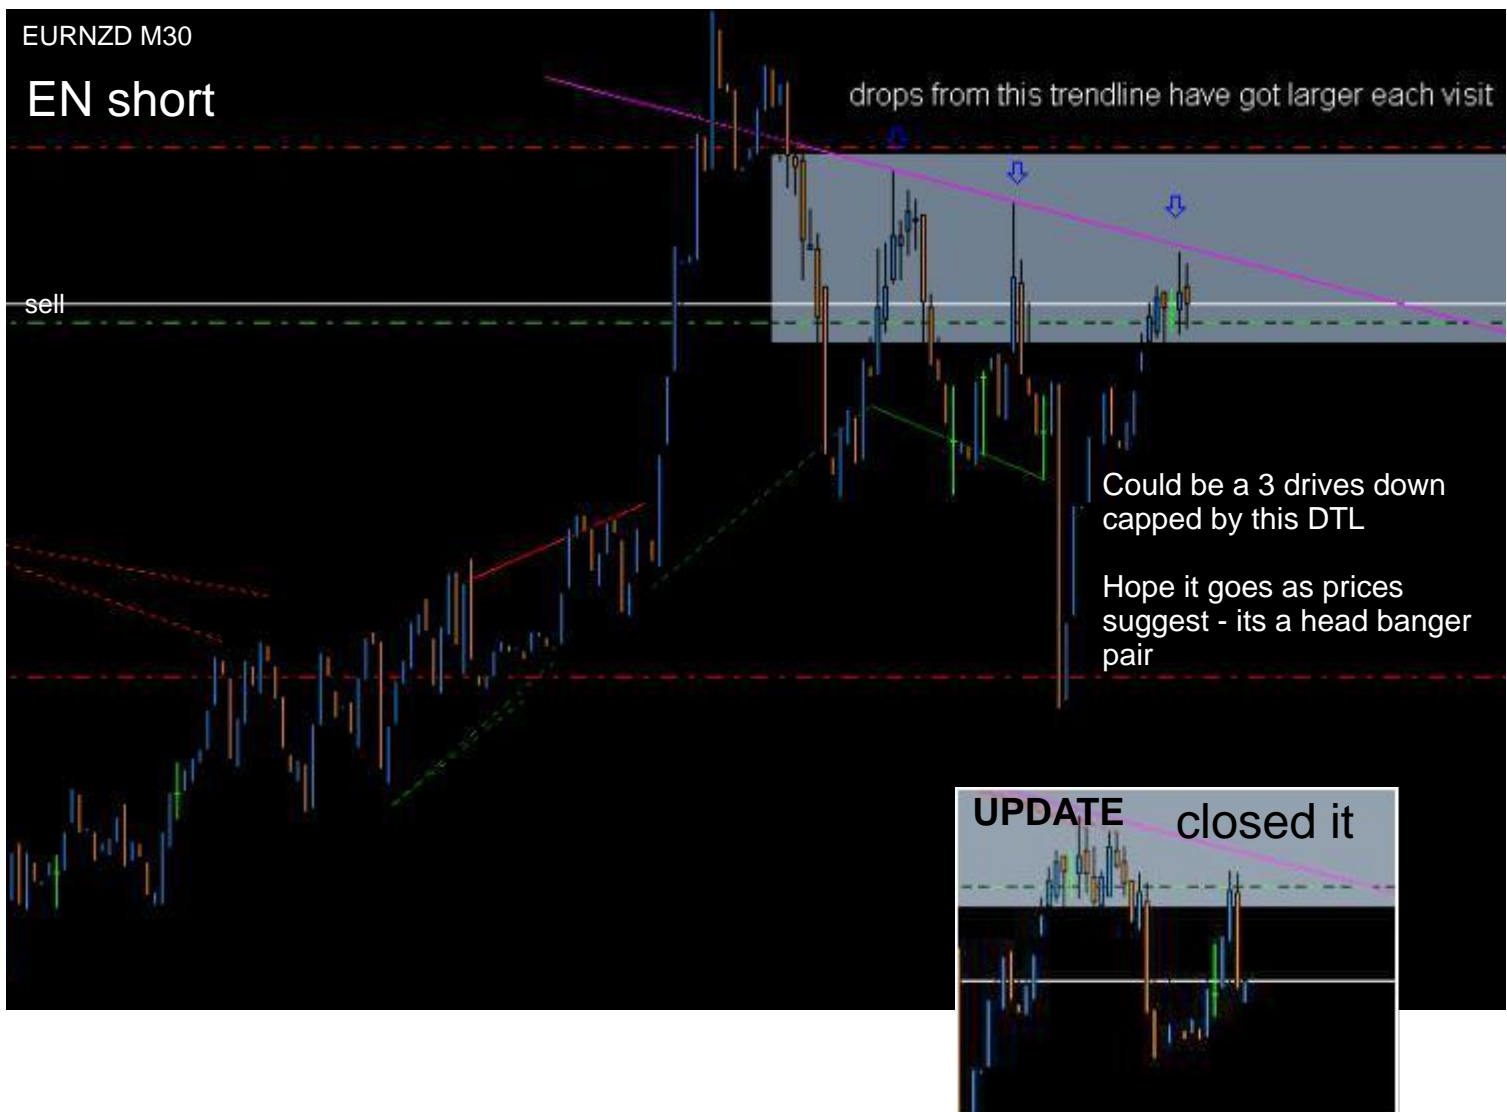 EURNZD M30
EN short
drops from this trendline have got larger each visit
sell
Could be a 3 drives down
capped by this DTL
Hope it goes as prices
suggest - its a head banger
pair
UPDATE
closed it